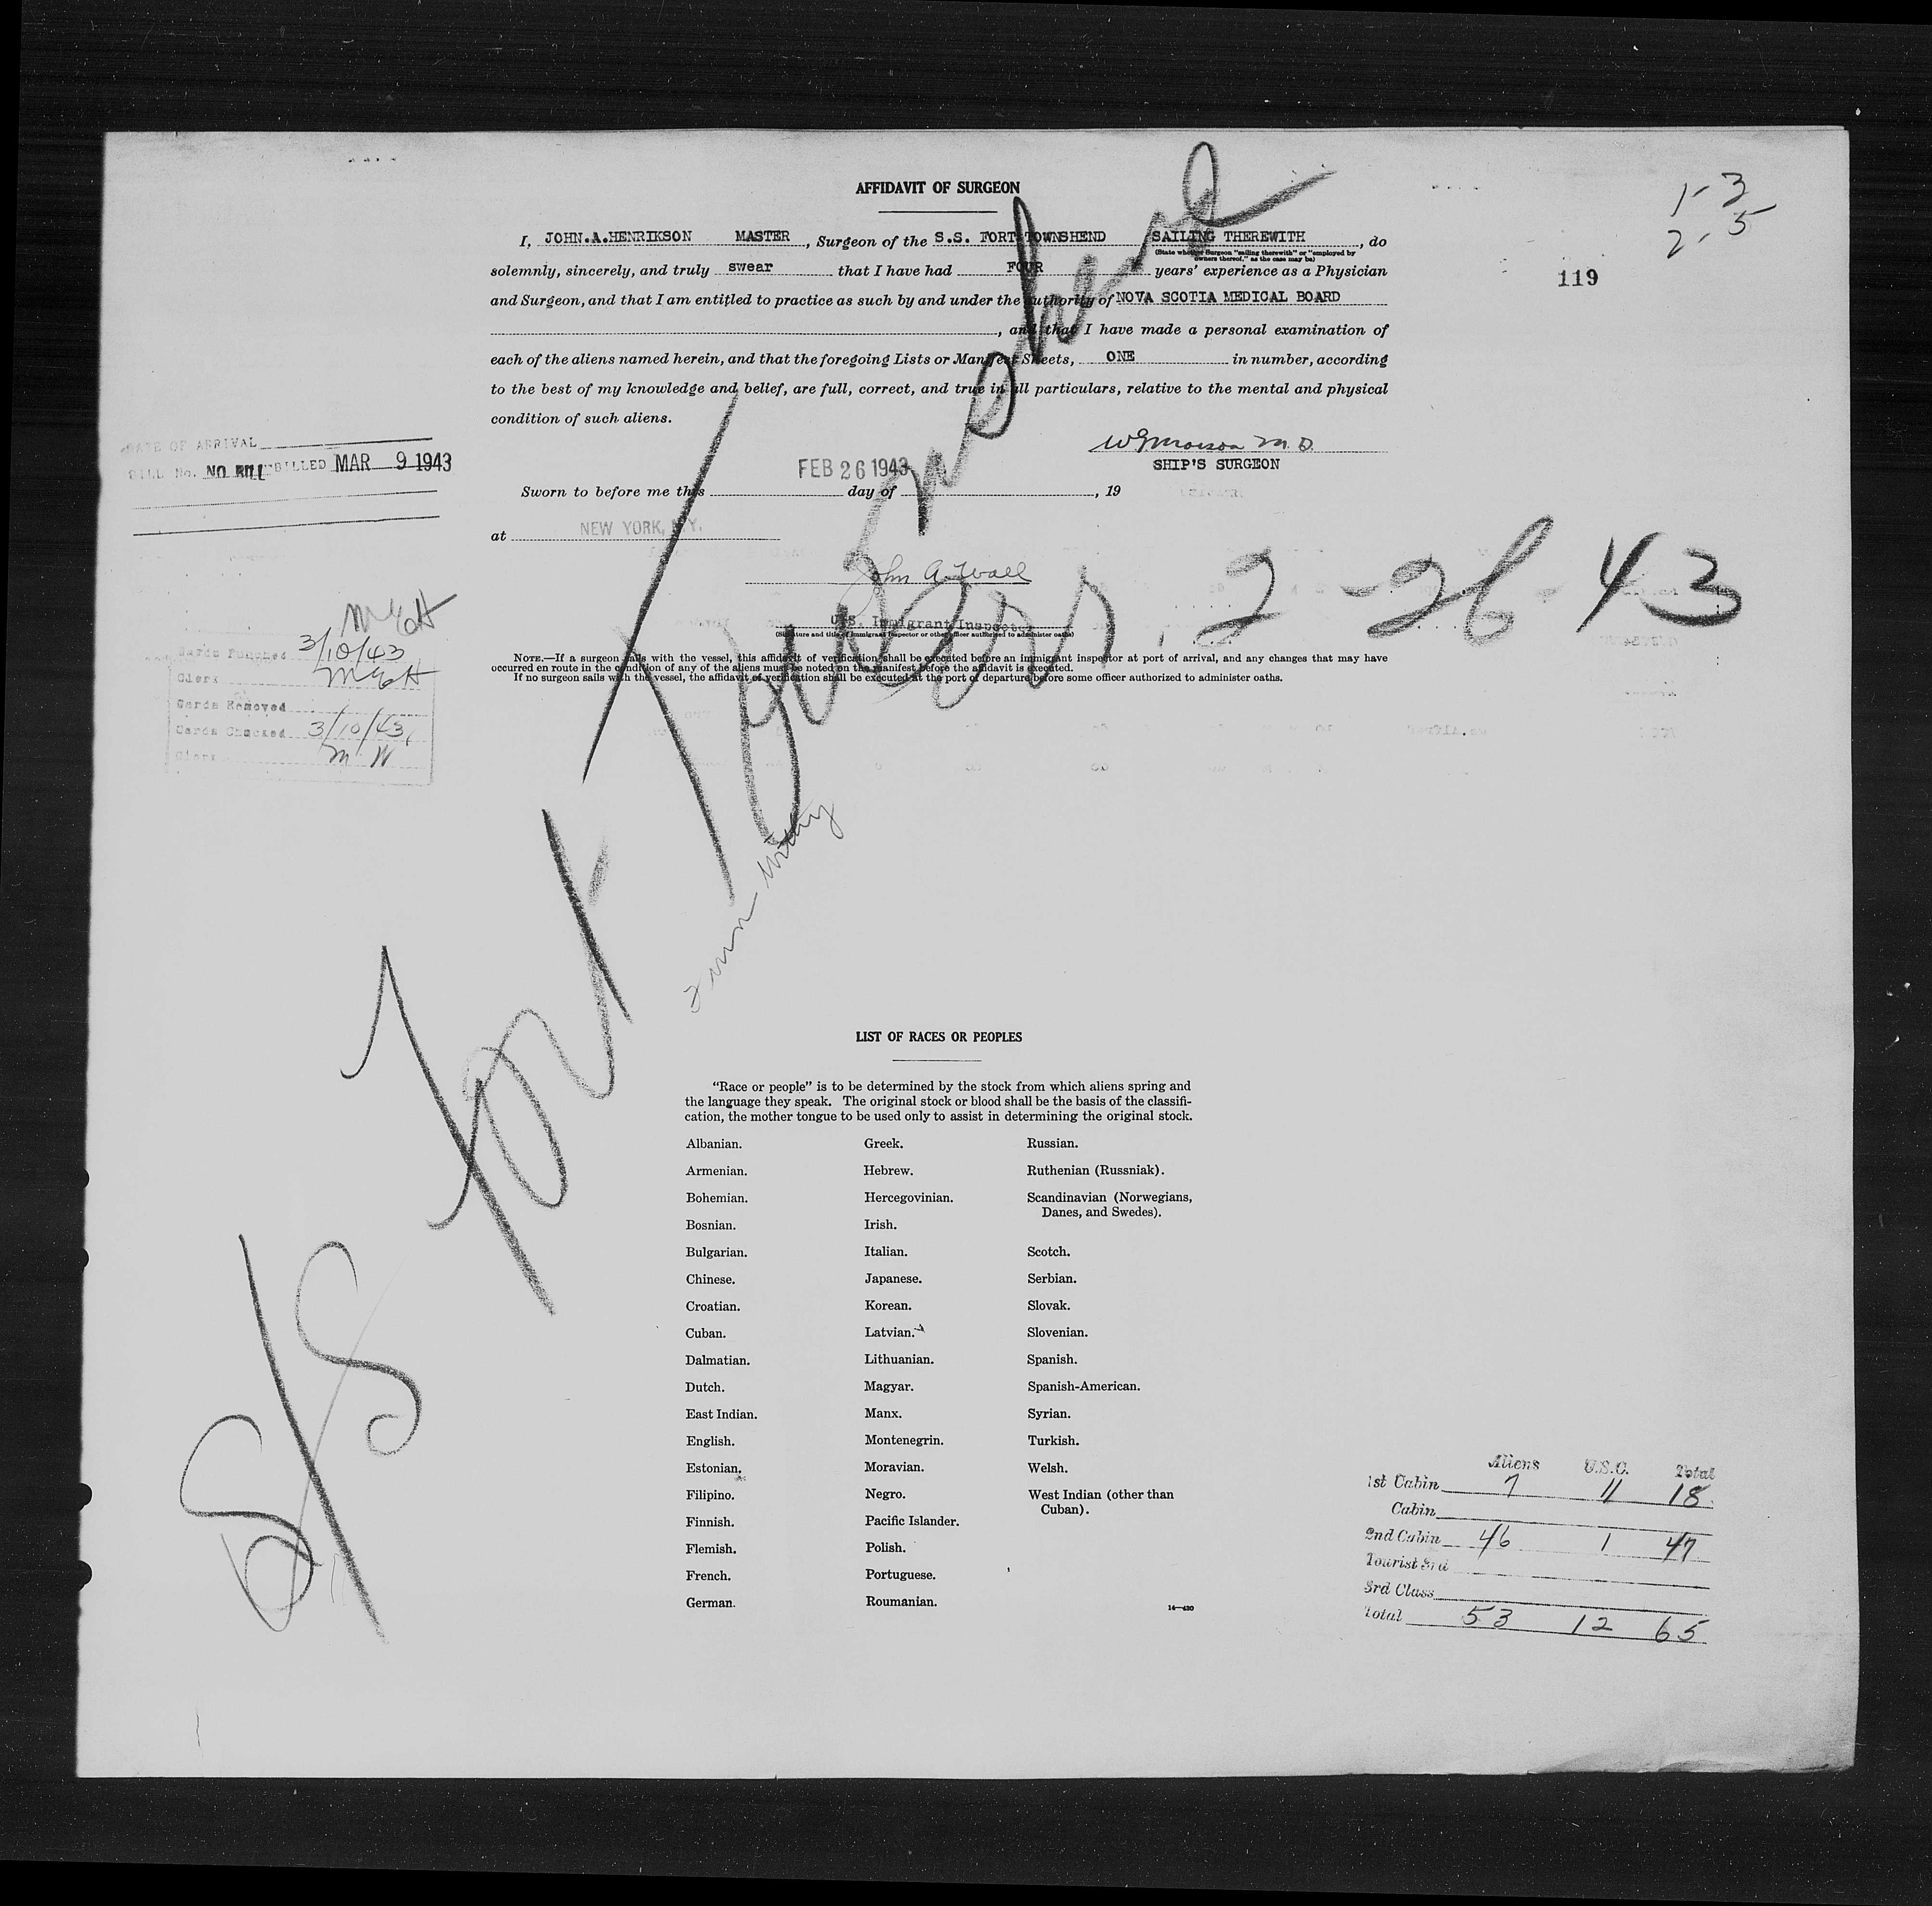 AFFIDAVIT OF SURGEON
1-3
2-5
119
I, JOHN.A.HENRIKSON MASTER, Surgeon of the S.S. FORT TOWNSHEND SAILING THEREWITH, do
(State whether Surgeon "sailing therewith" or "employed by
owners thereof," as the case may be)
solemnly, sincerely, and truly swear that I have had FOUR years' experience as a Physician
and Surgeon, and that I am entitled to practice as such by and under the authority of NOVA SCOTIA MEDICAL BOARD
, and that I have made a personal examination of
each of the aliens named herein, and that the foregoing Lists or Manifest Sheets, ONE in number, according
to the best of my knowledge and belief, are full, correct, and true in all particulars, relative to the mental and physical
condition of such aliens.
M.D.
SHIP'S SURGEON
DATE OF ARRIVAL
BILL No. NO BILL BILLED MAR 9 1943
FEB 26 1943
Sworn to before me this day of , 19
at NEW YORK, N.Y.
John A. Wall
U.S. Immigrant Inspector
(Signature and title of Immigrant Inspector or other officer authorized to administer oaths)
NOTE.—If a surgeon sails with the vessel, this affidavit of verification shall be executed before an immigrant inspector at port of arrival, and any changes that may have
occurred en route in the condition of any of the aliens must be noted on the manifest before the affidavit is executed.
If no surgeon sails with the vessel, the affidavit of verification shall be executed at the port of departure before some officer authorized to administer oaths.
Cards Punched 3/10/43
Clerk
Cards Removed
Cards Checked 3/10/43
Clerk M W
S/S Fort Townshend
2-26-43
LIST OF RACES OR PEOPLES
"Race or people" is to be determined by the stock from which aliens spring and
the language they speak. The original stock or blood shall be the basis of the classifi-
cation, the mother tongue to be used only to assist in determining the original stock.
Albanian.
Armenian.
Bohemian.
Bosnian.
Bulgarian.
Chinese.
Croatian.
Cuban.
Dalmatian.
Dutch.
East Indian.
English.
Estonian.
Filipino.
Finnish.
Flemish.
French.
German.
Greek.
Hebrew.
Hercegovinian.
Irish.
Italian.
Japanese.
Korean.
Latvian.
Lithuanian.
Magyar.
Manx.
Montenegrin.
Moravian.
Negro.
Pacific Islander.
Polish.
Portuguese.
Roumanian.
Russian.
Ruthenian (Russniak).
Scandinavian (Norwegians,
Danes, and Swedes).
Scotch.
Serbian.
Slovak.
Slovenian.
Spanish.
Spanish-American.
Syrian.
Turkish.
Welsh.
West Indian (other than
Cuban).
14—430
Aliens U.S.C. Total
1st Cabin 7 11 18
Cabin
2nd Cabin 46 1 47
Tourist 3rd
3rd Class
Total 53 12 65